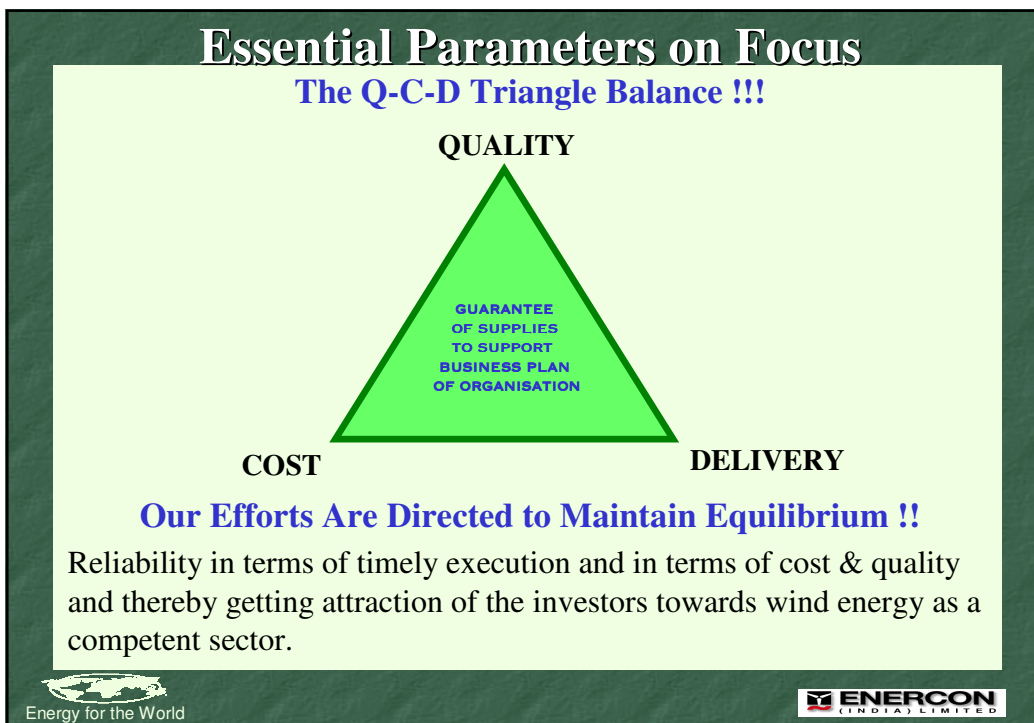 Essential Parameters on Focus
The Q-C-D Triangle Balance !!!
QUALITY
GUARANTEE
OF SUPPLIES
TO SUPPORT
BUSINESS PLAN
OF ORGANISATION
COST
DELIVERY
Our Efforts Are Directed to Maintain Equilibrium !!
Reliability in terms of timely execution and in terms of cost & quality
and thereby getting attraction of the investors towards wind energy as a
competent sector.
Energy for the World
ENERCON
(INDIA) LIMITED